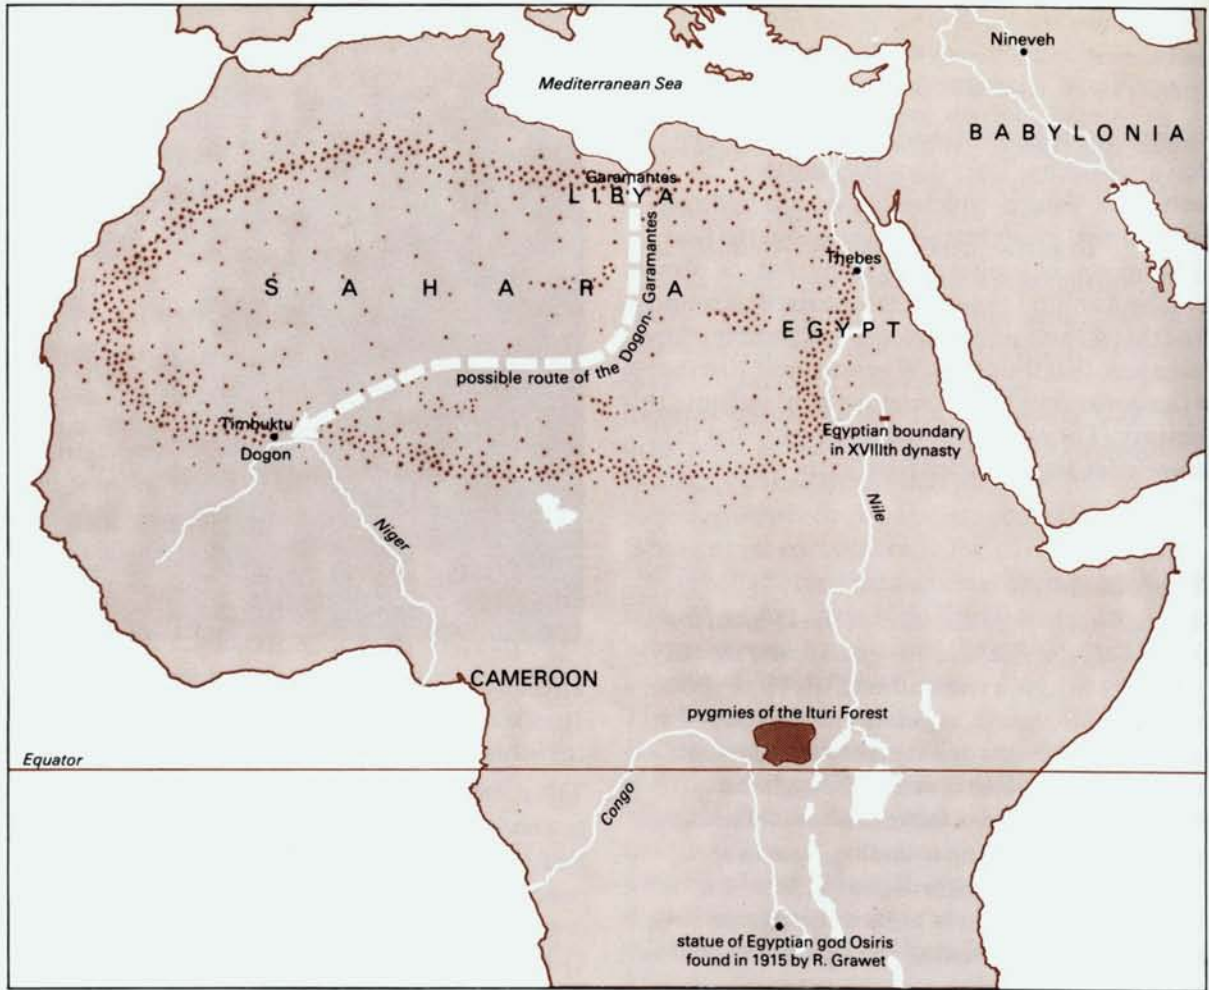 Nineveh
Mediterranean Sea
BABYLONIA
Garamantes
LIBYA
Thebes
SAHARA
EGYPT
possible route of the Dogon-Garamantes
Timbuktu
Dogon
Egyptian boundary
in XVIIIth dynasty
Niger
Nile
CAMEROON
pygmies of the Ituri Forest
Equator
Congo
statue of Egyptian god Osiris
found in 1915 by R. Grawet